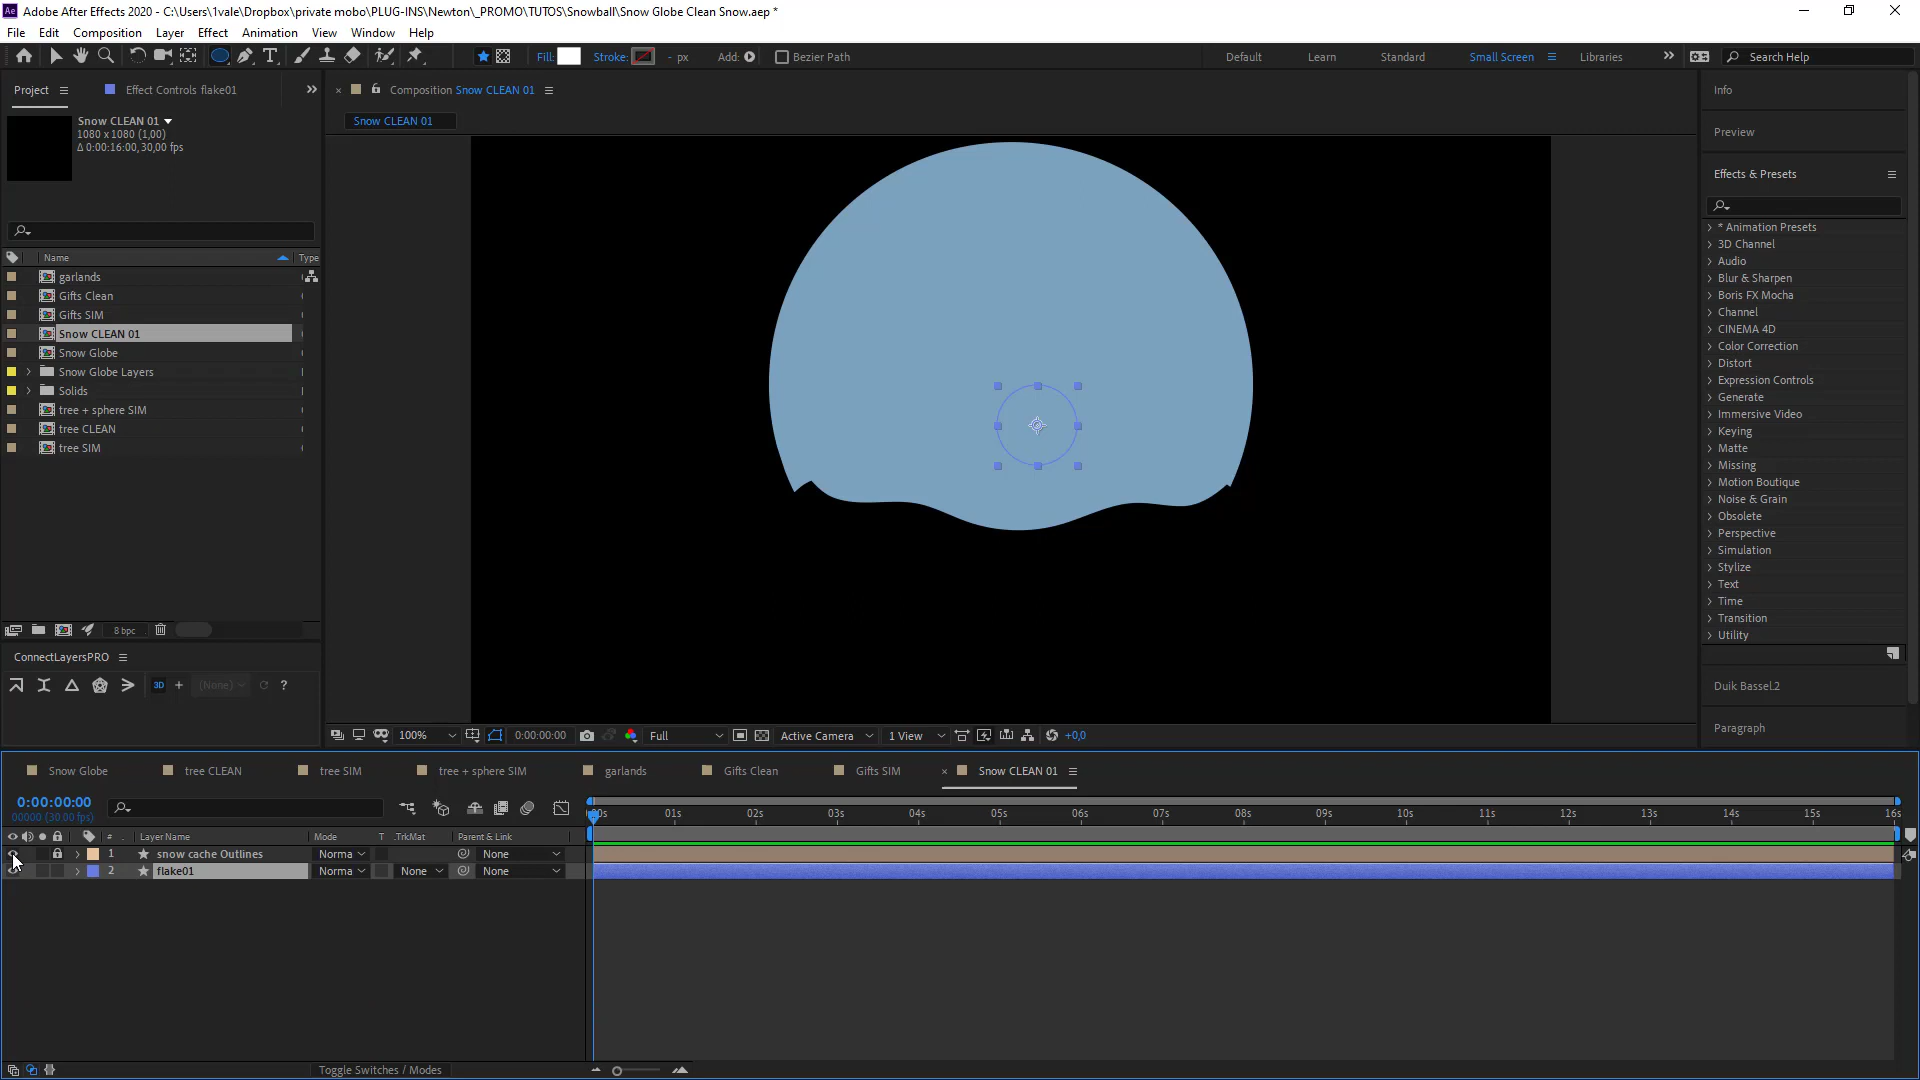 Adobe After Effects 2020 - C:\Users\1vale\Dropbox\private mobo\PLUG-INS\Newton\_PROMO\TUTOS\Snowball\Snow Globe Clean Snow.aep *
File Edit Composition Layer Effect Animation View Window Help
Fill: Stroke: - px Add: Bezier Path Default Learn Standard Small Screen Libraries Search Help
Project Effect Controls flake01
Composition Snow CLEAN 01
Info
Snow CLEAN 01
1080 x 1080 (1,00)
Δ 0:00:16:00,30,00 fps
Snow CLEAN 01
Preview
Effects & Presets
Name Type
garlands
Gifts Clean
Gifts SIM
Snow CLEAN 01
Snow Globe
Snow Globe Layers
Solids
tree + sphere SIM
tree CLEAN
tree SIM
* Animation Presets
3D Channel
Audio
Blur & Sharpen
Boris FX Mocha
Channel
CINEMA 4D
Color Correction
Distort
Expression Controls
Generate
Immersive Video
Keying
Matte
Missing
Motion Boutique
Noise & Grain
Obsolete
Perspective
Simulation
Stylize
Text
Time
Transition
Utility
8 bpc
ConnectLayersPRO
3D + (None) ?
Duik Bassel.2
Paragraph
100% 0:00:00:00 Full Active Camera 1 View +0,0
Snow Globe tree CLEAN tree SIM tree + sphere SIM garlands Gifts Clean Gifts SIM Snow CLEAN 01
0:00:00:00
00000 (30.00 fps)
00s 01s 02s 03s 04s 05s 06s 07s 08s 09s 10s 11s 12s 13s 14s 15s 16s
# Layer Name Mode T .TrkMat Parent & Link
1 snow cache Outlines Norma None
2 flake01 Norma None None
Toggle Switches / Modes